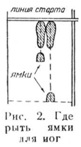 линия старта
ямки
Рис. 2. Где
рыть ямки
для ног